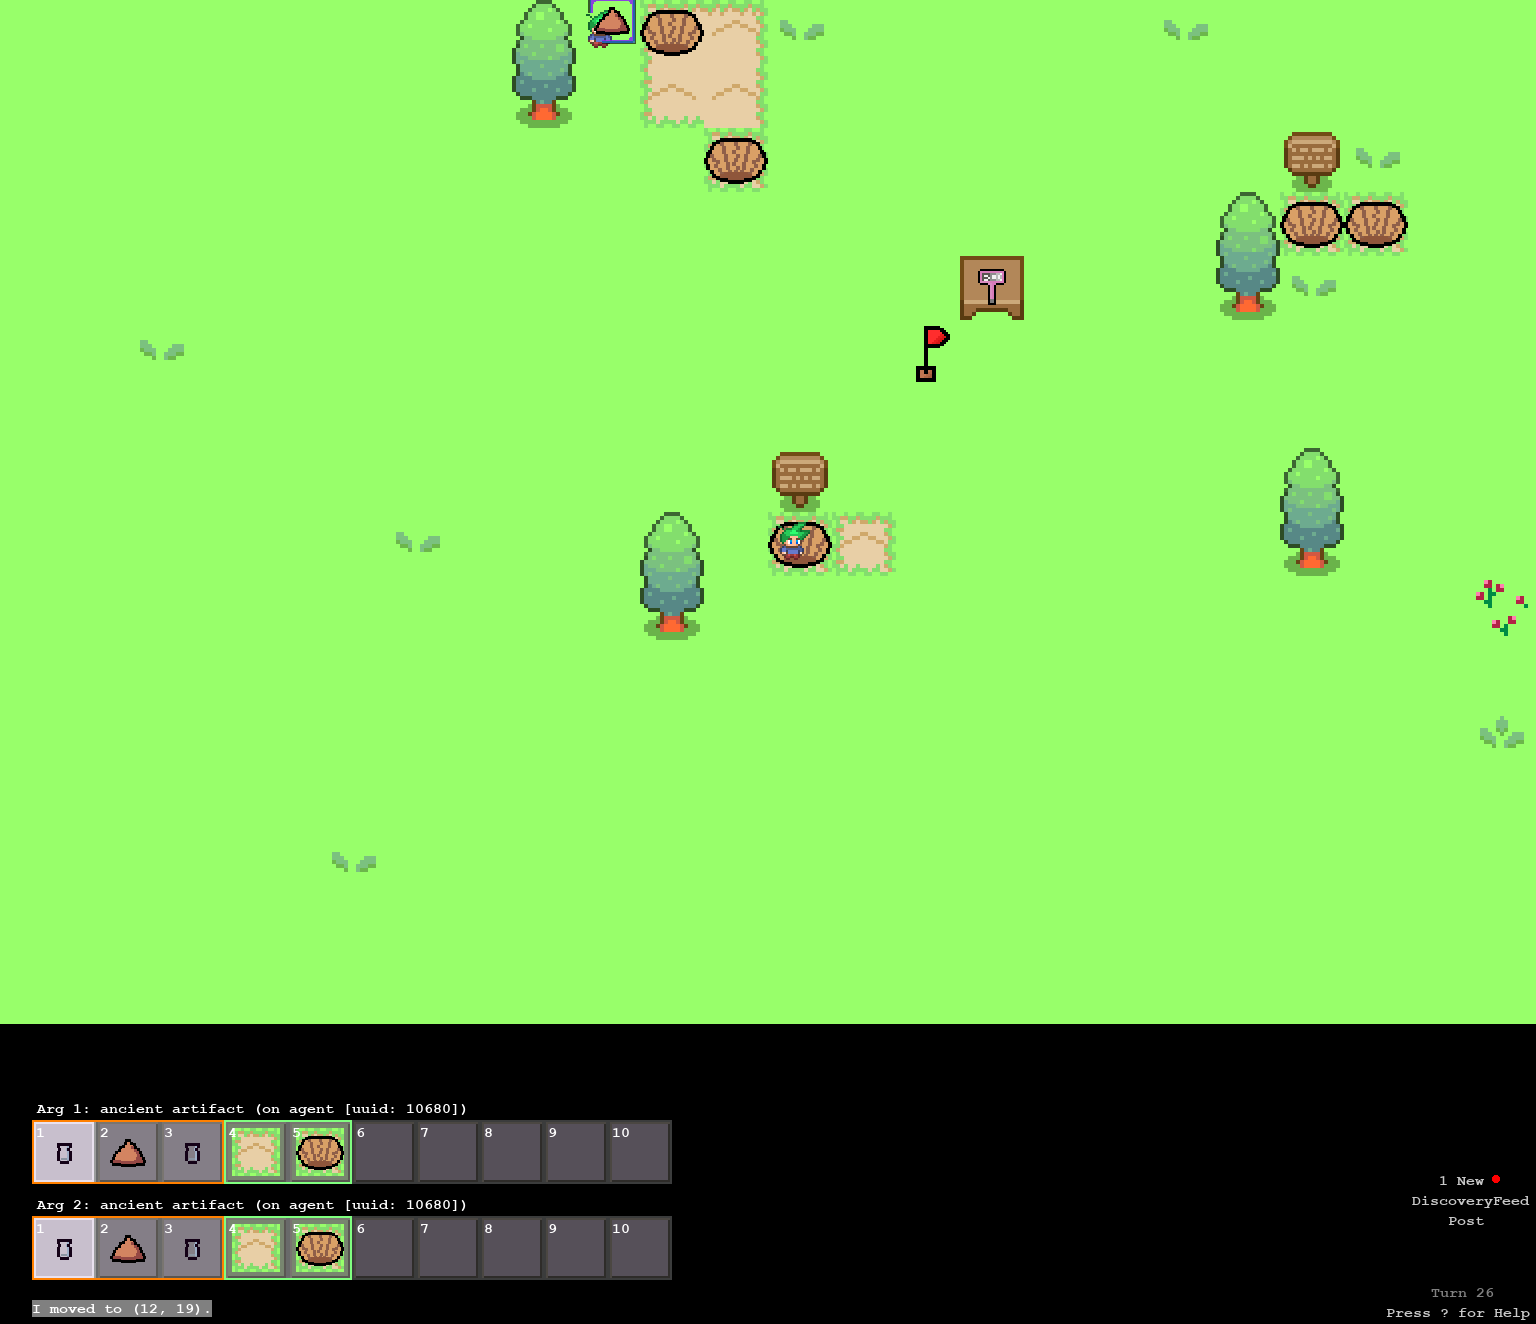 Arg 1: ancient artifact (on agent [uuid: 10680])
1 2 3 4 5 6 7 8 9 10
Arg 2: ancient artifact (on agent [uuid: 10680])
1 2 3 4 5 6 7 8 9 10
I moved to (12, 19).
1 New
DiscoveryFeed
Post
Turn 26
Press ? for Help